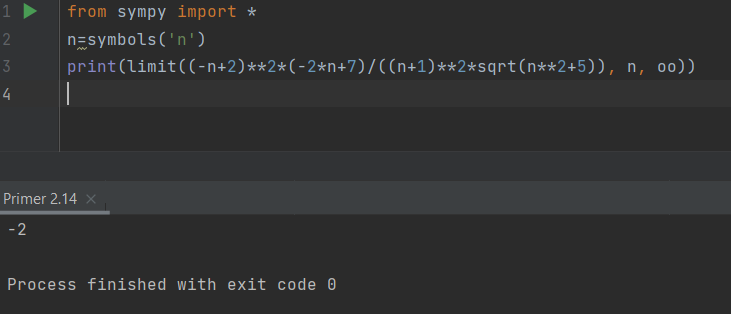 1 from sympy import *
2 n=symbols('n')
3 print(limit((-n+2)**2*(-2*n+7)/((n+1)**2*sqrt(n**2+5)), n, oo))
4
Primer 2.14 ×
-2
Process finished with exit code 0